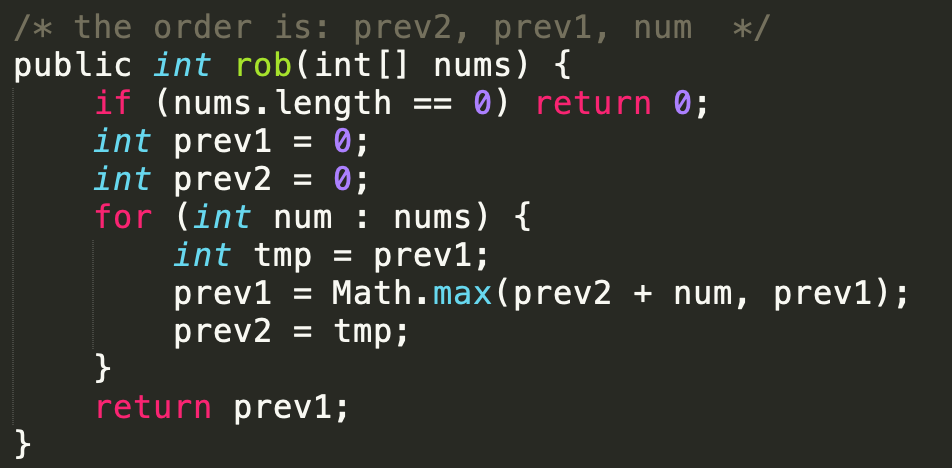 /* the order is: prev2, prev1, num  */
public int rob(int[] nums) {
    if (nums.length == 0) return 0;
    int prev1 = 0;
    int prev2 = 0;
    for (int num : nums) {
        int tmp = prev1;
        prev1 = Math.max(prev2 + num, prev1);
        prev2 = tmp;
    }
    return prev1;
}